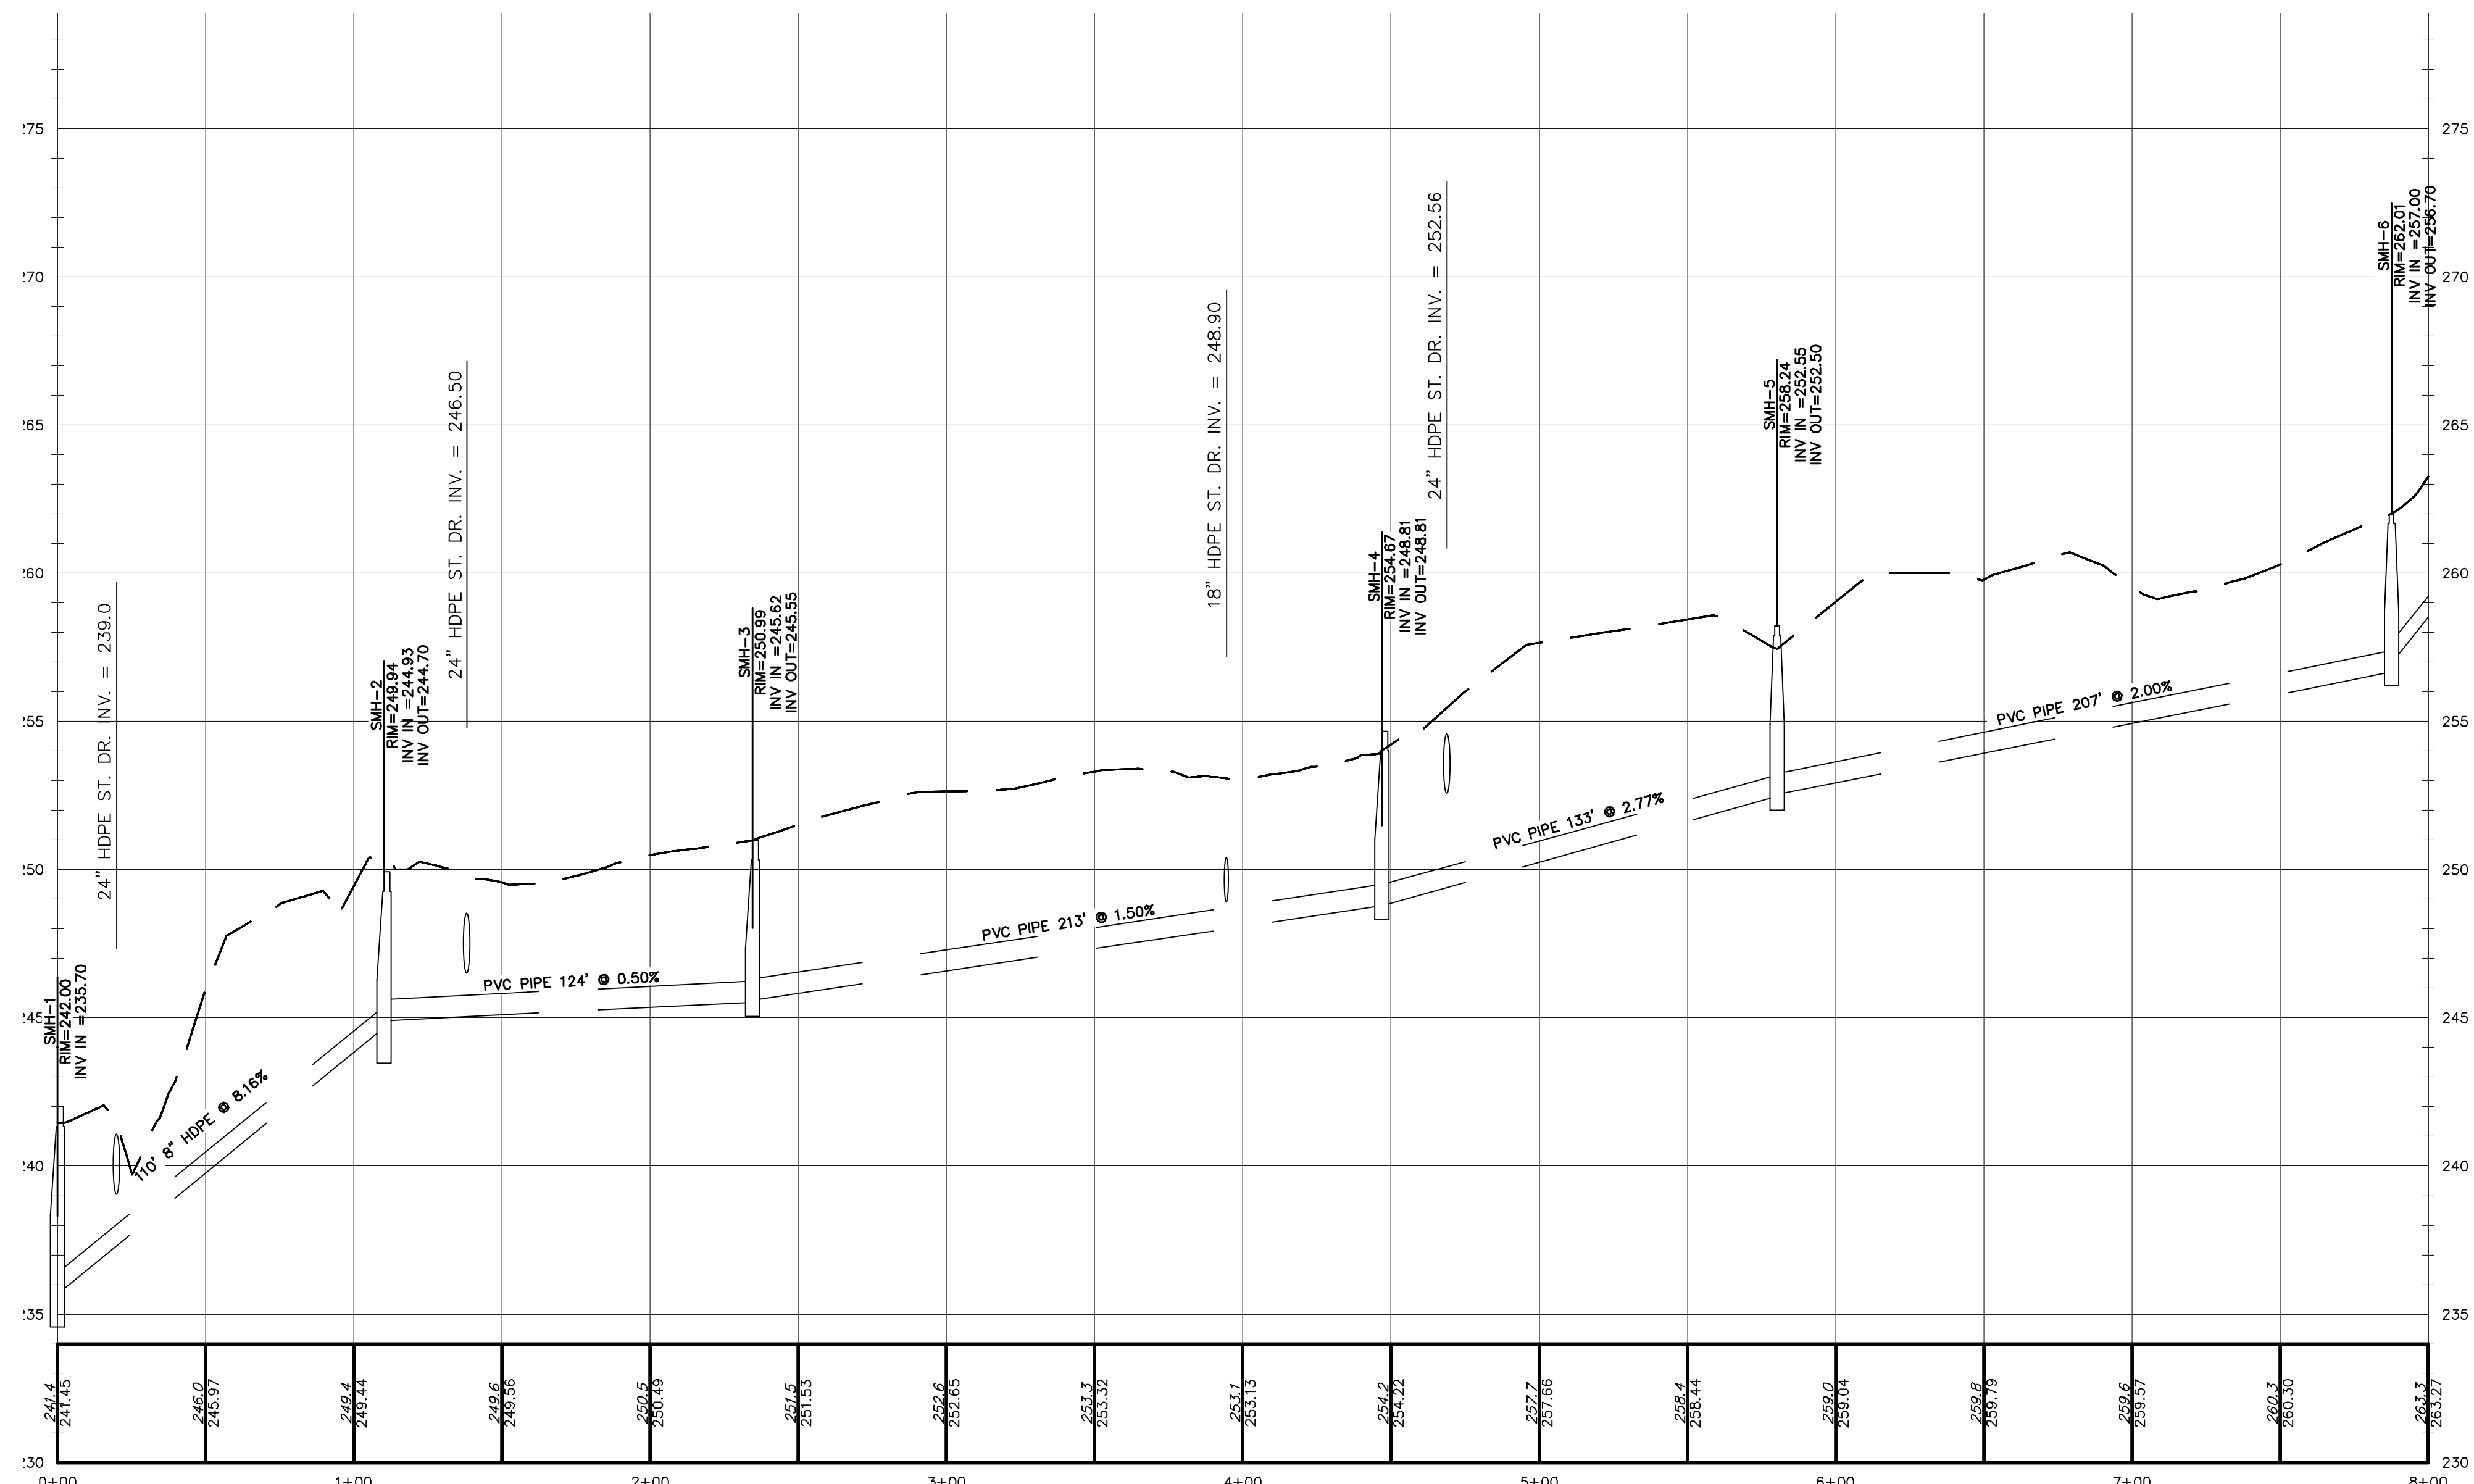 275
270
265
260
255
250
245
240
235
230
SMH-1
RIM=242.00
INV IN =235.70
24" HDPE ST. DR. INV. = 239.0
110' 8" HDPE @ 8.16%
SMH-2
RIM=249.94
INV IN =244.93
INV OUT=244.70
24" HDPE ST. DR. INV. = 246.50
PVC PIPE 124' @ 0.50%
SMH-3
RIM=250.99
INV IN =245.62
INV OUT=245.55
PVC PIPE 213' @ 1.50%
18" HDPE ST. DR. INV. = 248.90
SMH-4
RIM=254.67
INV IN =248.81
INV OUT=248.81
24" HDPE ST. DR. INV. = 252.56
PVC PIPE 133' @ 2.77%
SMH-5
RIM=258.24
INV IN =252.55
INV OUT=252.50
PVC PIPE 207' @ 2.00%
SMH-6
RIM=262.01
INV IN =257.00
INV OUT=256.70
241.4
241.45
246.0
245.97
249.4
249.44
249.6
249.56
250.5
250.49
251.5
251.53
252.6
252.65
253.3
253.32
253.1
253.13
254.2
254.22
257.7
257.66
258.4
258.44
259.0
259.04
259.8
259.79
259.6
259.57
260.3
260.30
263.3
263.27
0+00 1+00 2+00 3+00 4+00 5+00 6+00 7+00 8+00